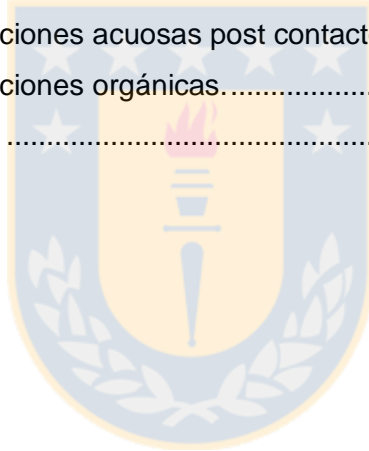 ciones acuosas post contact
ciones orgánicas...................
..............................................